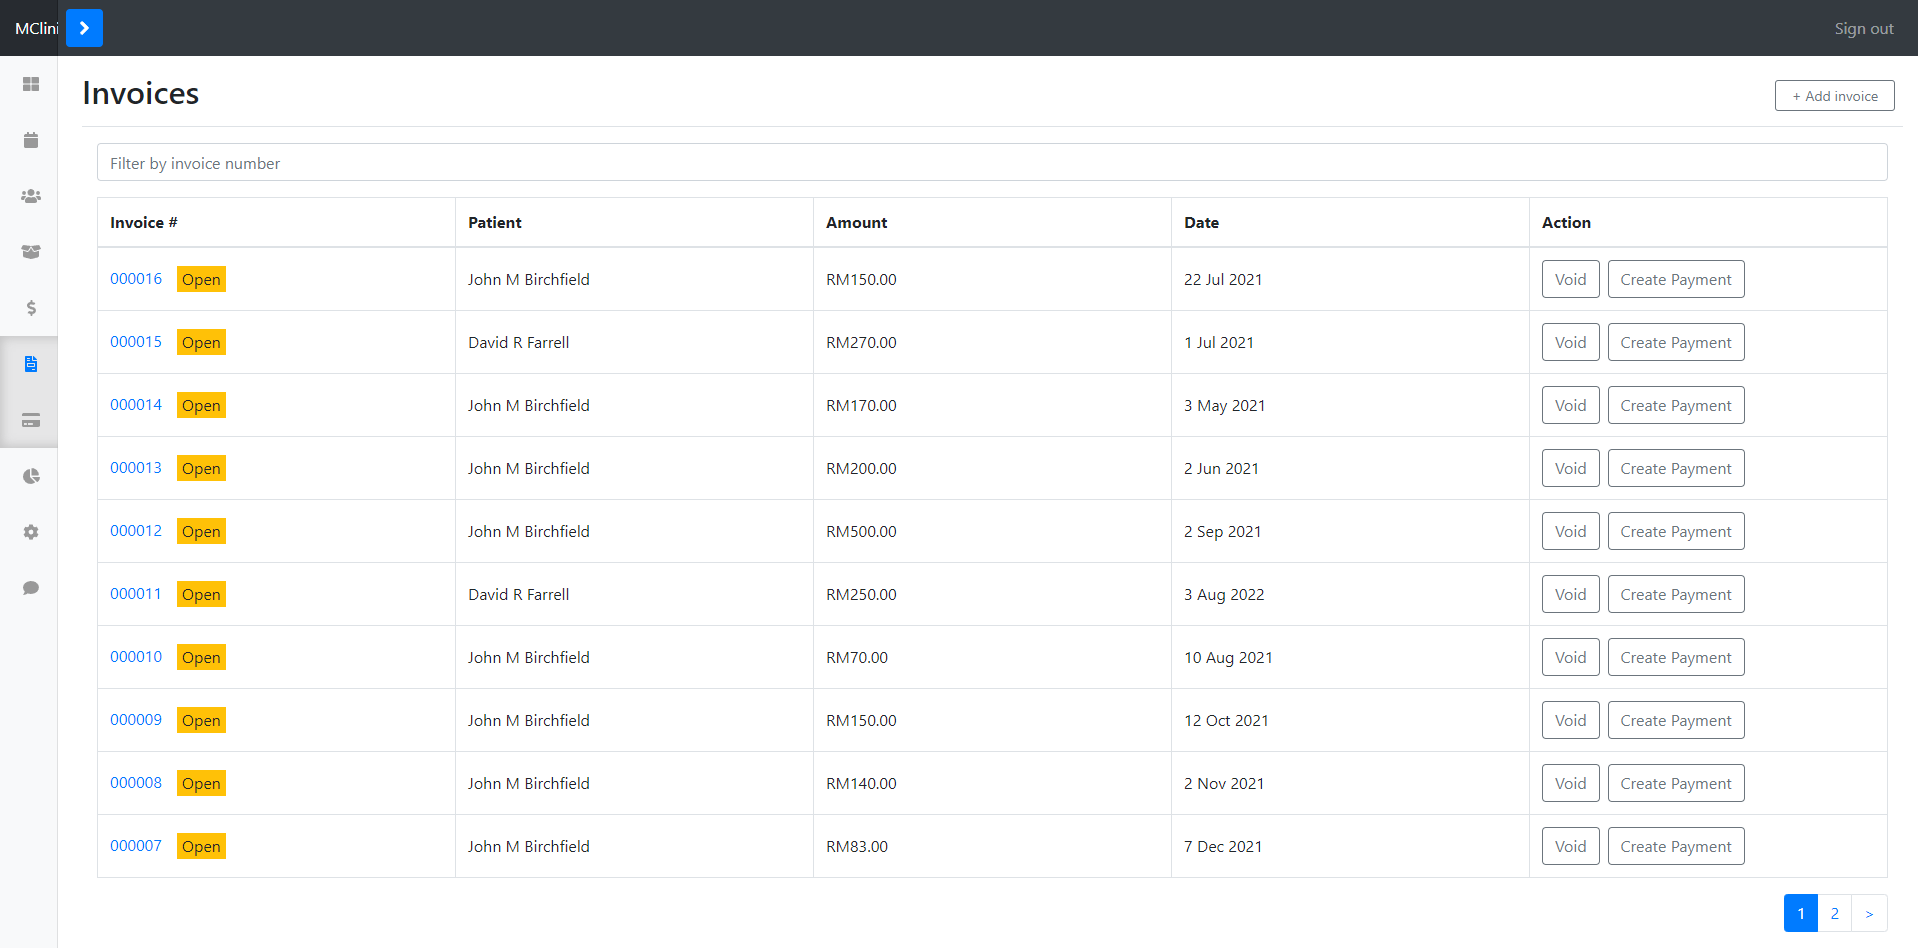 MClini
Sign out
Invoices
+ Add invoice
Filter by invoice number
Invoice # Patient Amount Date Action
000016 Open John M Birchfield RM150.00 22 Jul 2021 Void Create Payment
000015 Open David R Farrell RM270.00 1 Jul 2021 Void Create Payment
000014 Open John M Birchfield RM170.00 3 May 2021 Void Create Payment
000013 Open John M Birchfield RM200.00 2 Jun 2021 Void Create Payment
000012 Open John M Birchfield RM500.00 2 Sep 2021 Void Create Payment
000011 Open David R Farrell RM250.00 3 Aug 2022 Void Create Payment
000010 Open John M Birchfield RM70.00 10 Aug 2021 Void Create Payment
000009 Open John M Birchfield RM150.00 12 Oct 2021 Void Create Payment
000008 Open John M Birchfield RM140.00 2 Nov 2021 Void Create Payment
000007 Open John M Birchfield RM83.00 7 Dec 2021 Void Create Payment
1 2 >